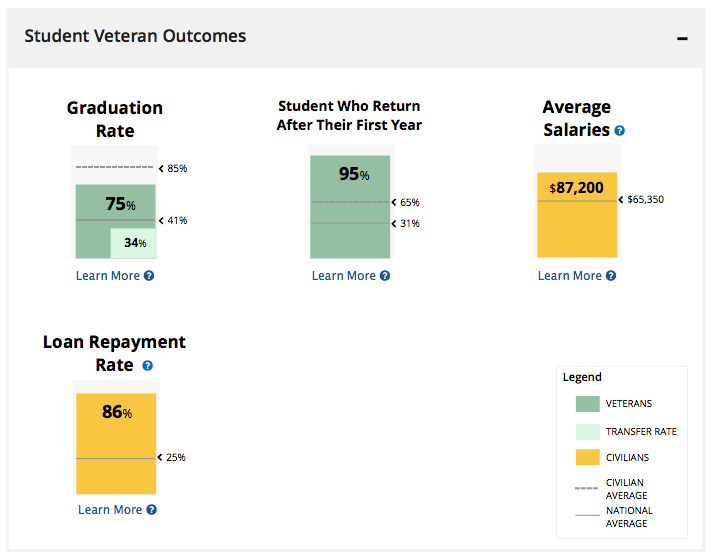 Student Veteran Outcomes
Graduation
Rate
85%
75%
41%
34%
Learn More
Student Who Return
After Their First Year
95%
65%
31%
Learn More
Average
Salaries
$87,200
$65,350
Learn More
Loan Repayment
Rate
86%
25%
Learn More
Legend
VETERANS
TRANSFER RATE
CIVILIANS
CIVILIAN
AVERAGE
NATIONAL
AVERAGE